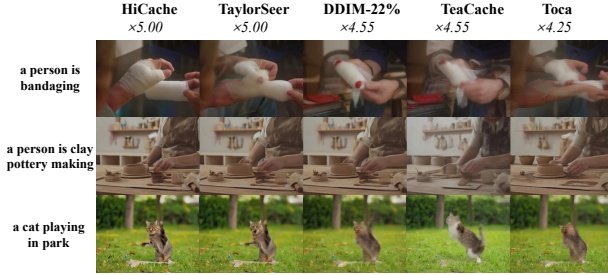 HiCache TaylorSeer DDIM-22% TeaCache Toca
×5.00 ×5.00 ×4.55 ×4.55 ×4.25
a person is
bandaging
a person is clay
pottery making
a cat playing
in park